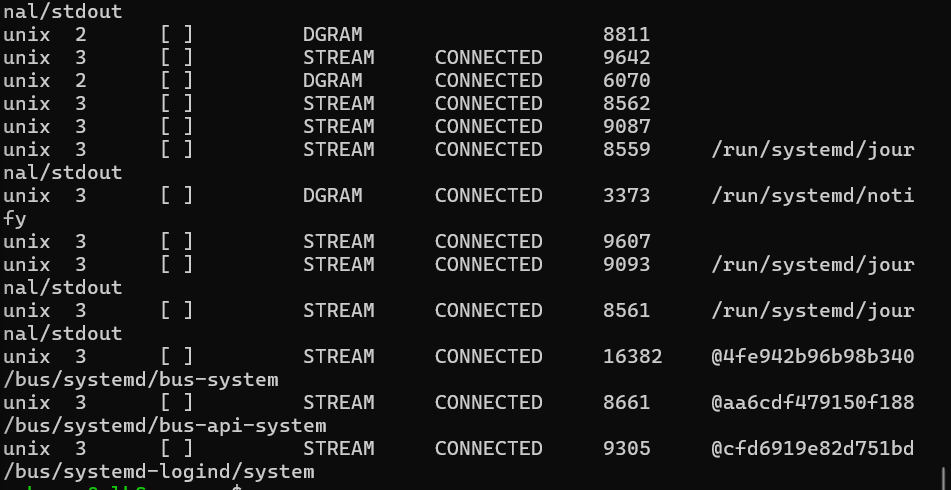 nal/stdout
unix  2      [ ]         DGRAM                    8811
unix  3      [ ]         STREAM     CONNECTED     9642
unix  2      [ ]         DGRAM                    6070
unix  3      [ ]         STREAM     CONNECTED     8562
unix  3      [ ]         STREAM     CONNECTED     9087
unix  3      [ ]         STREAM     CONNECTED     8559     /run/systemd/jour
nal/stdout
unix  3      [ ]         DGRAM      CONNECTED     3373     /run/systemd/noti
fy
unix  3      [ ]         STREAM     CONNECTED     9607
unix  3      [ ]         STREAM     CONNECTED     9093     /run/systemd/jour
nal/stdout
unix  3      [ ]         STREAM     CONNECTED     8561     /run/systemd/jour
nal/stdout
unix  3      [ ]         STREAM     CONNECTED     16382    @4fe942b96b98b340
/bus/systemd/bus-system
unix  3      [ ]         STREAM     CONNECTED     8661     @aa6cdf479150f188
/bus/systemd/bus-api-system
unix  3      [ ]         STREAM     CONNECTED     9305     @cfd6919e82d751bd
/bus/systemd-logind/system